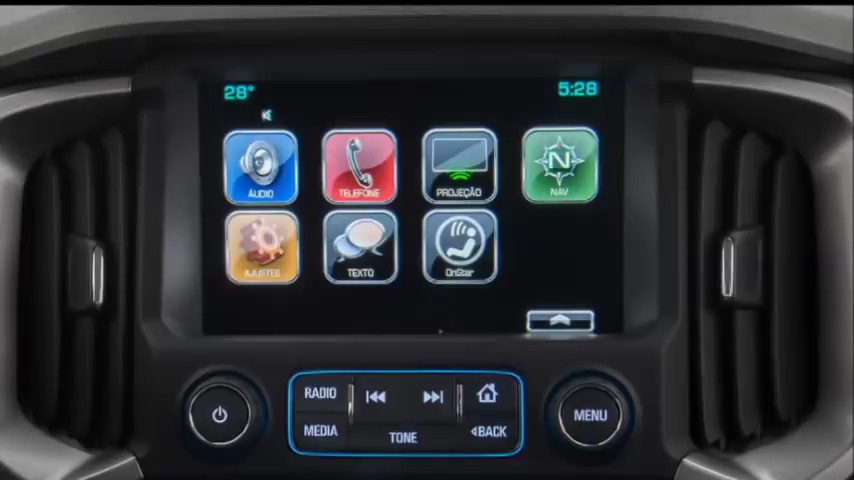 28° 5:28
ÁUDIO TELEFONE PROJEÇÃO N NAV
AJUSTES TEXTO OnStar
RADIO
MEDIA TONE BACK
MENU